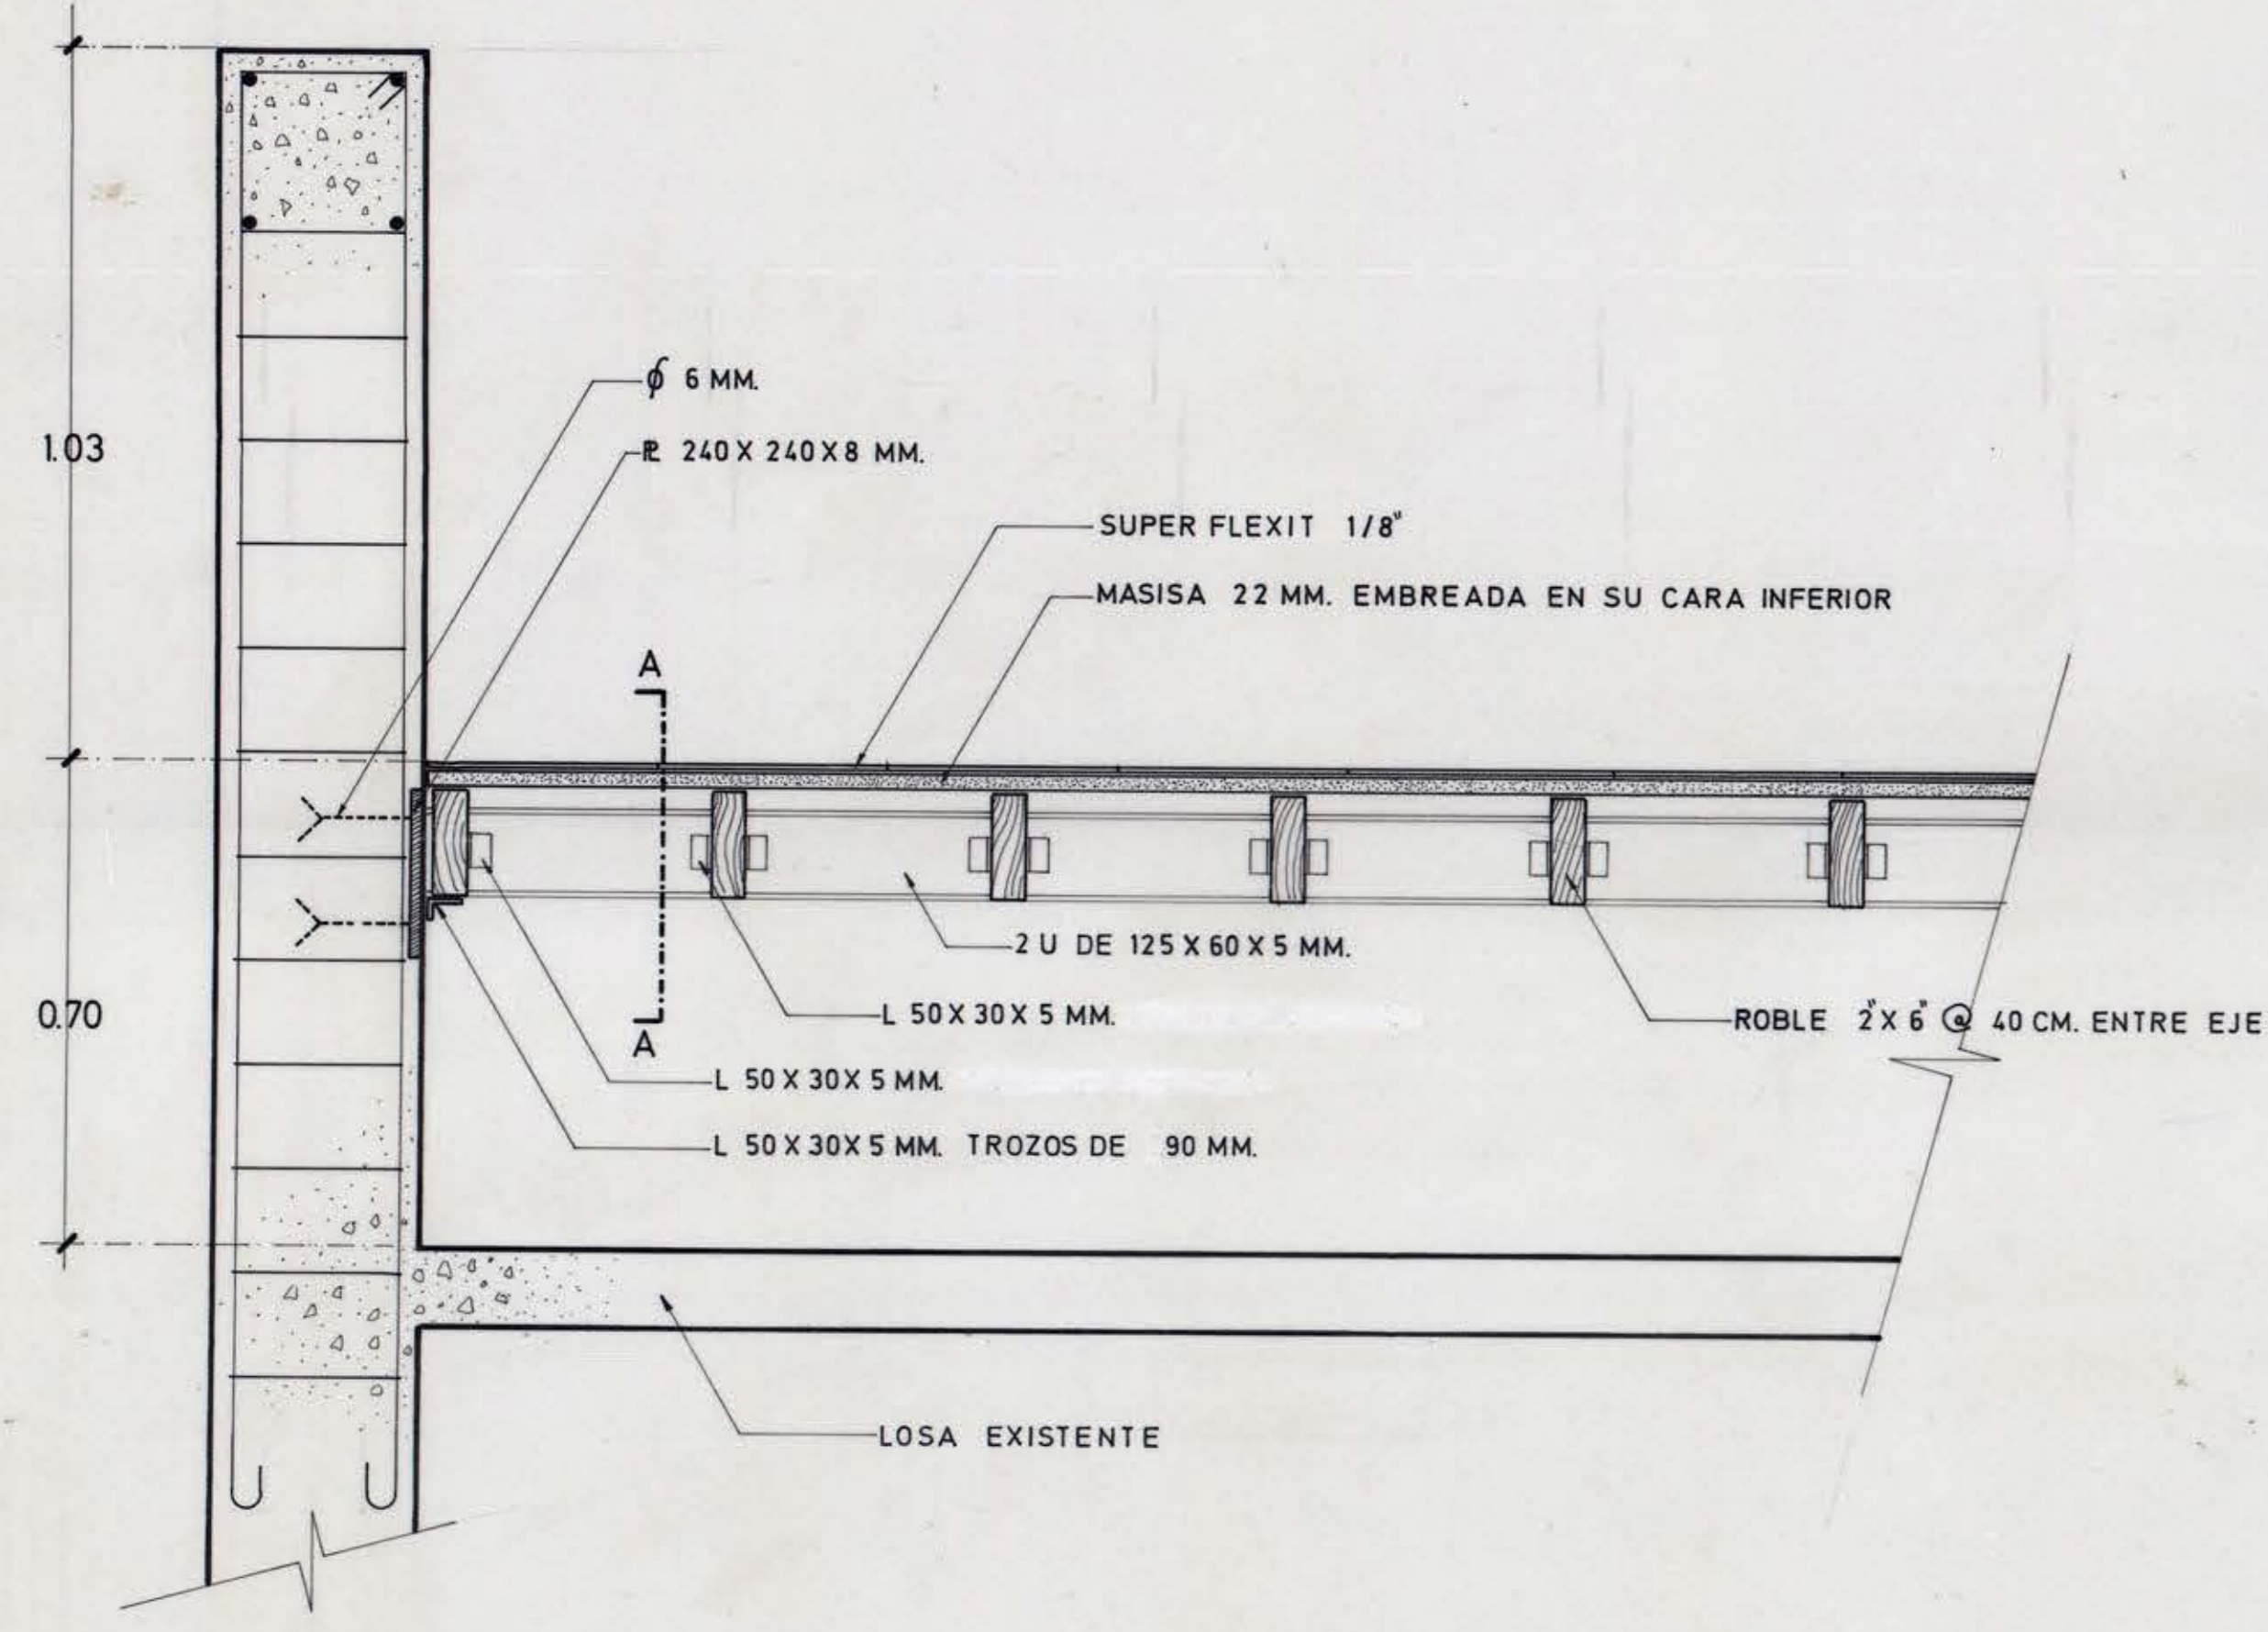 ∅ 6 MM.
1.03
℞ 240 X 240 X 8 MM.
SUPER FLEXIT 1/8"
MASISA 22 MM. EMBREADA EN SU CARA INFERIOR
A
2 U DE 125 X 60 X 5 MM.
0.70
L 50 X 30 X 5 MM.
ROBLE 2"X 6" @ 40 CM. ENTRE EJE
A
L 50 X 30 X 5 MM.
L 50 X 30 X 5 MM. TROZOS DE 90 MM.
LOSA EXISTENTE